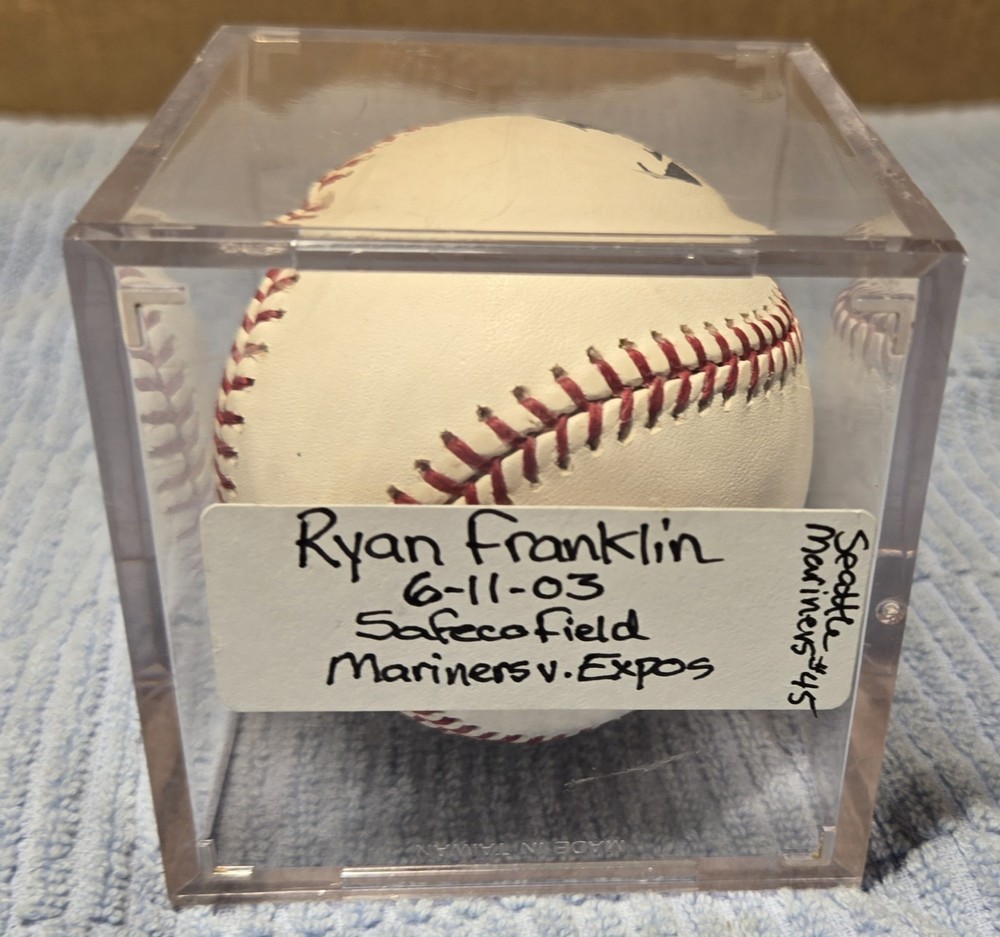 Ryan Franklin
6-11-03
Safeco Field
Mariners v. Expos
Seattle
Mariners #45
MADE IN TAIWAN